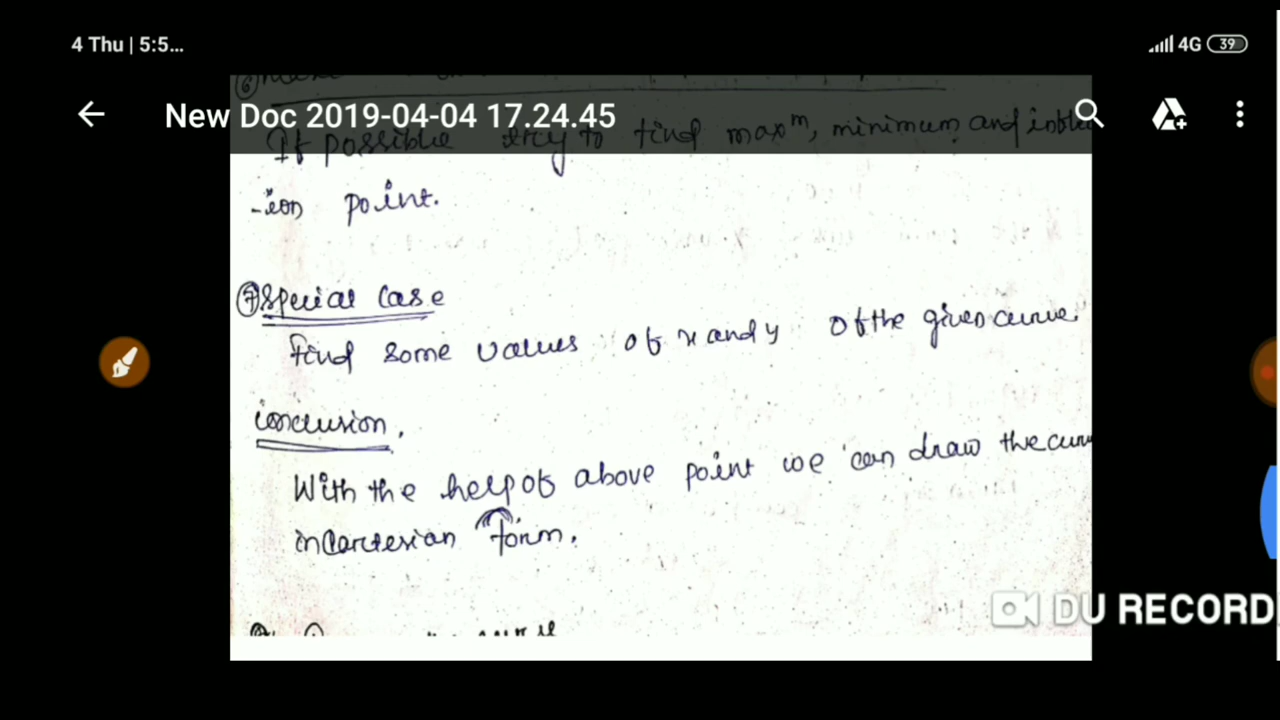 4 Thu | 5:5...
4G 39
New Doc 2019-04-04 17.24.45
If possible try to find maxᵐ, minimum and infle
-ion point.
⑦ Special Case
find some values of x and y of the given curve
Conclusion.
With the help of above point we can draw the cur
in Cartesian form.
DU RECORD